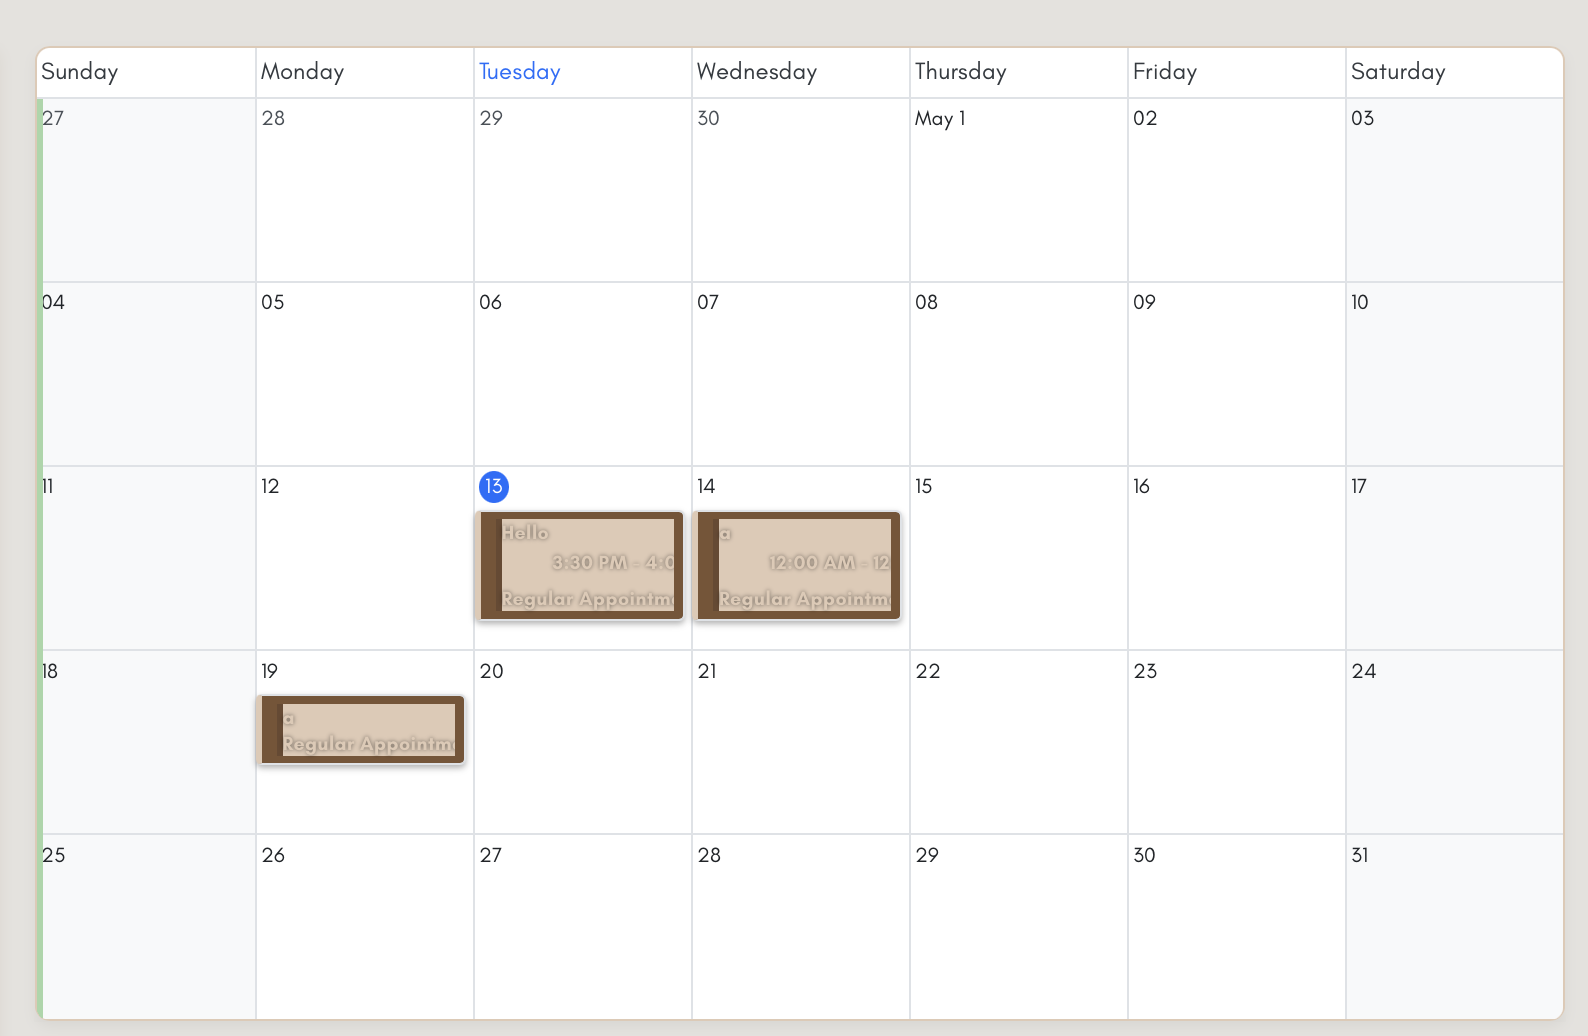 Sunday Monday Tuesday Wednesday Thursday Friday Saturday
27 28 29 30 May 1 02 03
04 05 06 07 08 09 10
11 12 13 14 15 16 17
Hello a
3:30 PM - 4:0 12:00 AM - 12
Regular Appointm Regular Appointm
18 19 20 21 22 23 24
a
Regular Appointm
25 26 27 28 29 30 31